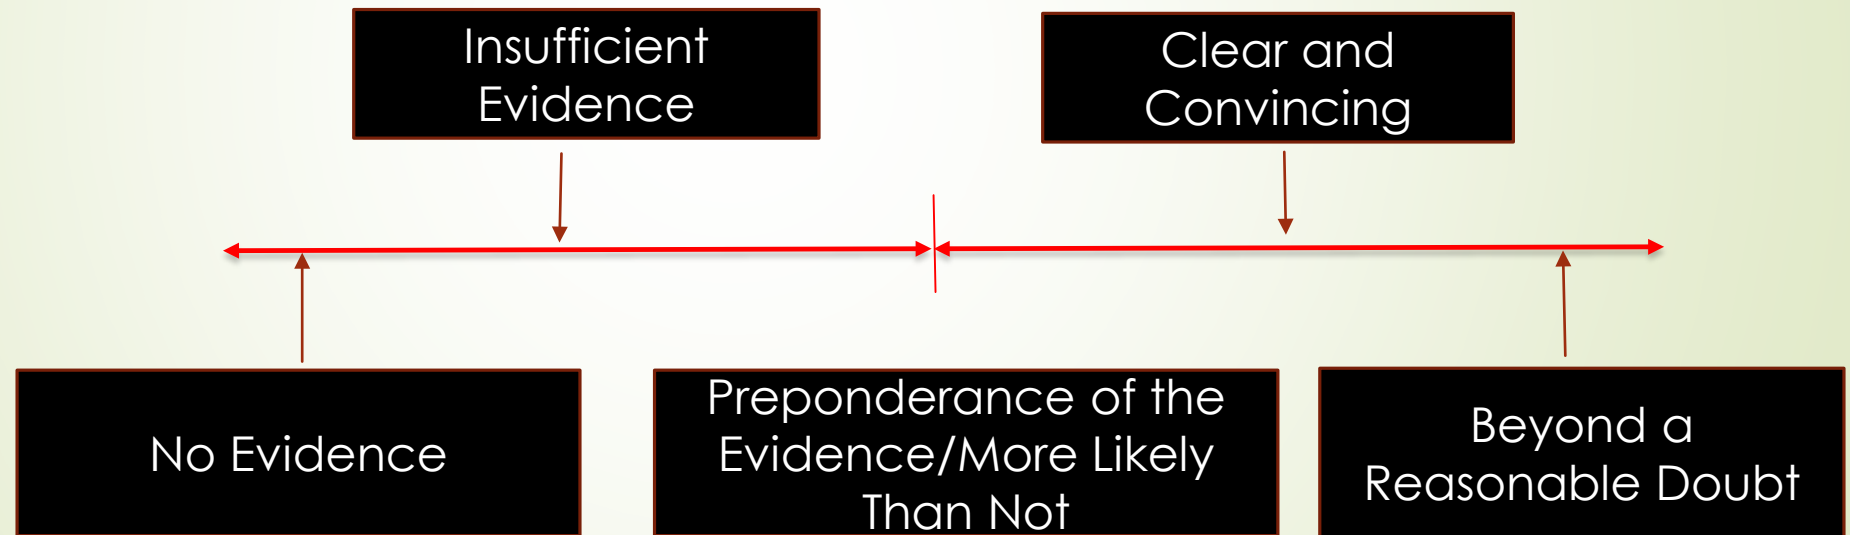 Insufficient
Evidence
Clear and
Convincing
No Evidence
Preponderance of the
Evidence/More Likely
Than Not
Beyond a
Reasonable Doubt